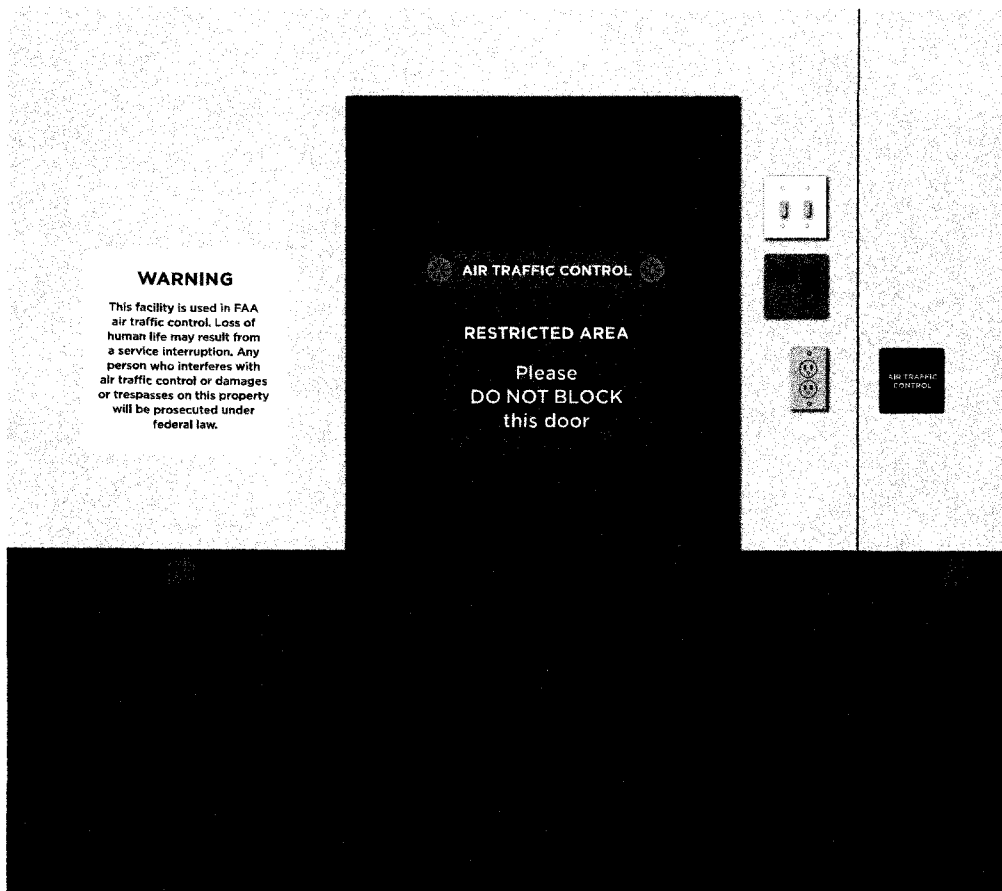 WARNING
This facility is used in FAA
air traffic control. Loss of
human life may result from
a service interruption. Any
person who interferes with
air traffic control or damages
or trespasses on this property
will be prosecuted under
federal law.
AIR TRAFFIC CONTROL
RESTRICTED AREA
Please
DO NOT BLOCK
this door
AIR TRAFFIC
CONTROL